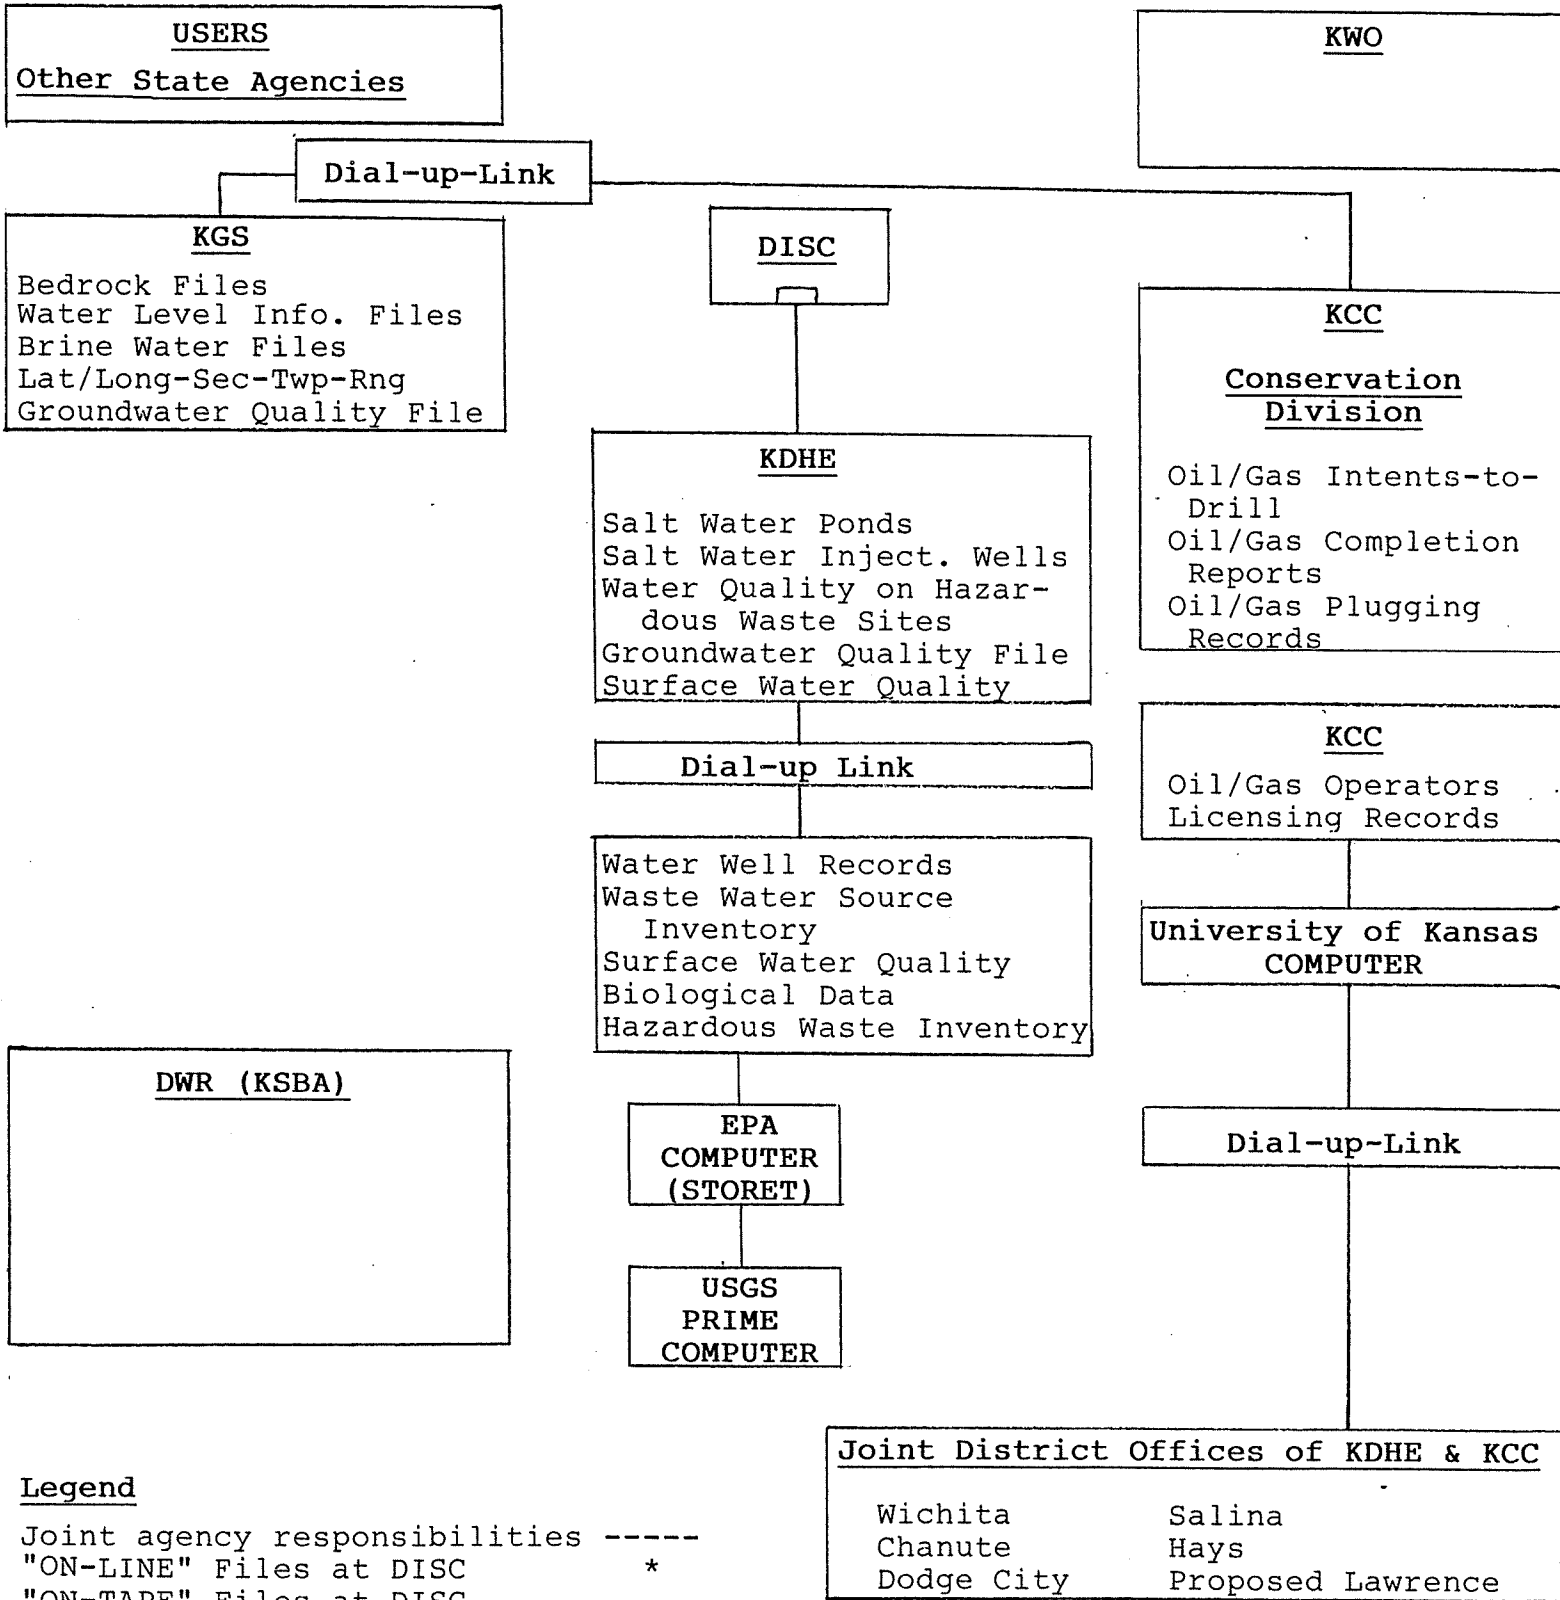 USERS
Other State Agencies
KWO
Dial-up-Link
KGS
Bedrock Files
Water Level Info. Files
Brine Water Files
Lat/Long-Sec-Twp-Rng
Groundwater Quality File
DISC
KCC
Conservation
Division
Oil/Gas Intents-to-
Drill
Oil/Gas Completion
Reports
Oil/Gas Plugging
Records
KDHE
Salt Water Ponds
Salt Water Inject. Wells
Water Quality on Hazar-
dous Waste Sites
Groundwater Quality File
Surface Water Quality
Dial-up Link
KCC
Oil/Gas Operators
Licensing Records
Water Well Records
Waste Water Source
Inventory
Surface Water Quality
Biological Data
Hazardous Waste Inventory
University of Kansas
COMPUTER
DWR (KSBA)
EPA
COMPUTER
(STORET)
Dial-up-Link
USGS
PRIME
COMPUTER
Joint District Offices of KDHE & KCC
Wichita Salina
Chanute Hays
Dodge City Proposed Lawrence
Legend
Joint agency responsibilities -----
"ON-LINE" Files at DISC *
"ON-TAPE" Files at DISC